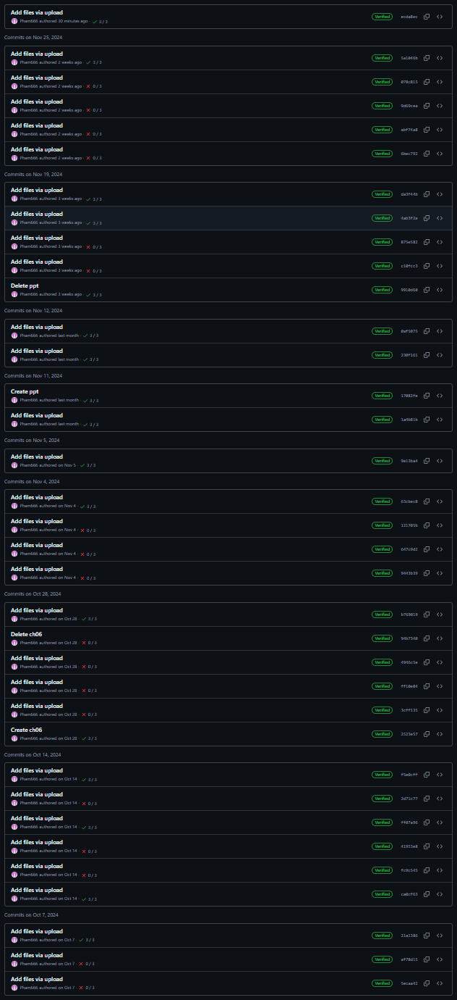 Add files via upload
Pham666 authored 30 minutes ago · 3 / 3
Verified ecda8ec
Commits on Nov 25, 2024
Add files via upload
Pham666 authored 2 weeks ago · 3 / 3
Verified 5a1046b
Add files via upload
Pham666 authored 2 weeks ago · 0 / 3
Verified 078c815
Add files via upload
Pham666 authored 2 weeks ago · 0 / 3
Verified 9d69cea
Add files via upload
Pham666 authored 2 weeks ago · 0 / 3
Verified abf74a8
Add files via upload
Pham666 authored 2 weeks ago · 0 / 3
Verified 6bec792
Commits on Nov 19, 2024
Add files via upload
Pham666 authored 3 weeks ago · 3 / 3
Verified da3f44b
Add files via upload
Pham666 authored 3 weeks ago · 3 / 3
Verified 4ab3f2e
Add files via upload
Pham666 authored 3 weeks ago · 0 / 3
Verified 875e582
Add files via upload
Pham666 authored 3 weeks ago · 0 / 3
Verified c10fcc3
Delete ppt
Pham666 authored 3 weeks ago · 3 / 3
Verified 9910d60
Commits on Nov 12, 2024
Add files via upload
Pham666 authored last month · 3 / 3
Verified 0af5075
Add files via upload
Pham666 authored last month · 3 / 3
Verified 230f161
Commits on Nov 11, 2024
Create ppt
Pham666 authored last month · 3 / 3
Verified 17082fe
Add files via upload
Pham666 authored last month · 3 / 3
Verified 1a4b81b
Commits on Nov 5, 2024
Add files via upload
Pham666 authored on Nov 5 · 3 / 3
Verified 9e13ba4
Commits on Nov 4, 2024
Add files via upload
Pham666 authored on Nov 4 · 3 / 3
Verified 63cbec8
Add files via upload
Pham666 authored on Nov 4 · 0 / 3
Verified 121705b
Add files via upload
Pham666 authored on Nov 4 · 0 / 3
Verified 647c9d2
Add files via upload
Pham666 authored on Nov 4 · 0 / 3
Verified 9443b39
Commits on Oct 28, 2024
Add files via upload
Pham666 authored on Oct 28 · 3 / 3
Verified b769019
Delete ch06
Pham666 authored on Oct 28 · 0 / 3
Verified 94b7340
Add files via upload
Pham666 authored on Oct 28 · 0 / 3
Verified 4946c5e
Add files via upload
Pham666 authored on Oct 28 · 0 / 3
Verified ff10e04
Add files via upload
Pham666 authored on Oct 28 · 0 / 3
Verified 3cff135
Create ch06
Pham666 authored on Oct 28 · 3 / 3
Verified 2523e57
Commits on Oct 14, 2024
Add files via upload
Pham666 authored on Oct 14 · 3 / 3
Verified f5e0cff
Add files via upload
Pham666 authored on Oct 14 · 0 / 3
Verified 2d71c77
Add files via upload
Pham666 authored on Oct 14 · 3 / 3
Verified ff07a96
Add files via upload
Pham666 authored on Oct 14 · 0 / 3
Verified 41953e8
Add files via upload
Pham666 authored on Oct 14 · 0 / 3
Verified fc9c545
Add files via upload
Pham666 authored on Oct 14 · 3 / 3
Verified ca0cf63
Commits on Oct 7, 2024
Add files via upload
Pham666 authored on Oct 7 · 3 / 3
Verified 21a1386
Add files via upload
Pham666 authored on Oct 7 · 0 / 3
Verified af78d15
Add files via upload
Pham666 authored on Oct 7 · 0 / 3
Verified 5ecaa42